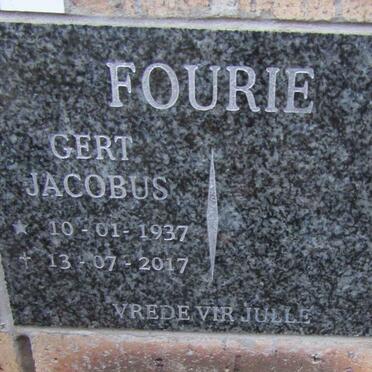 FOURIE
GERT
JACOBUS
* 10-01-1937
+ 13-07-2017
VREDE VIR JULLE